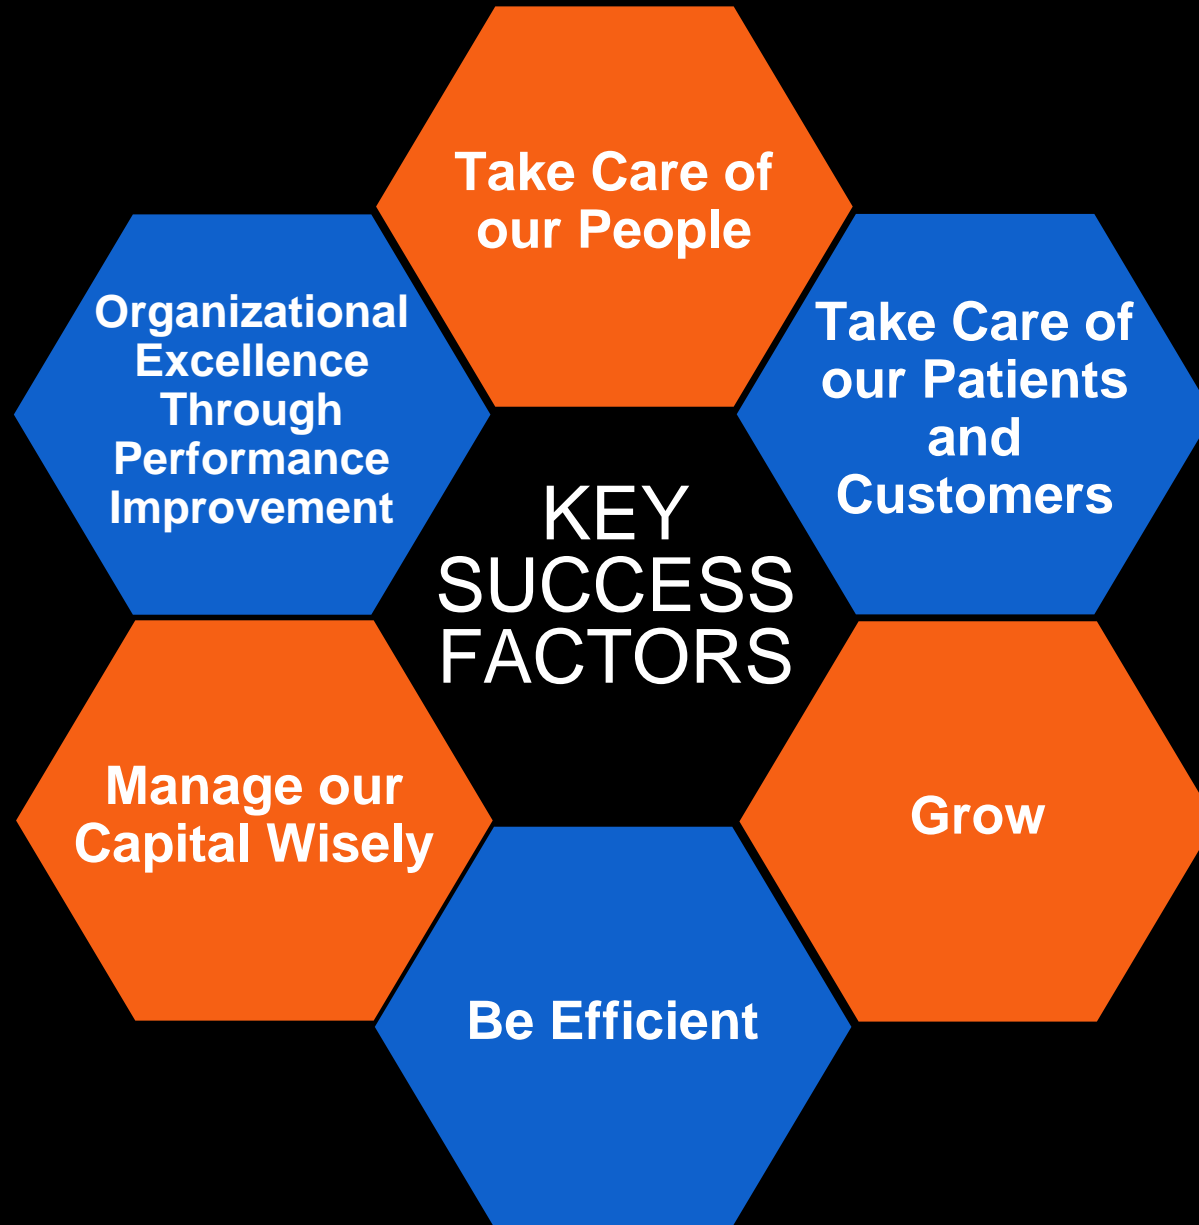 Take Care of
our People
Take Care of
our Patients
and
Customers
Grow
Be Efficient
Manage our
Capital Wisely
Organizational
Excellence
Through
Performance
Improvement
KEY
SUCCESS
FACTORS